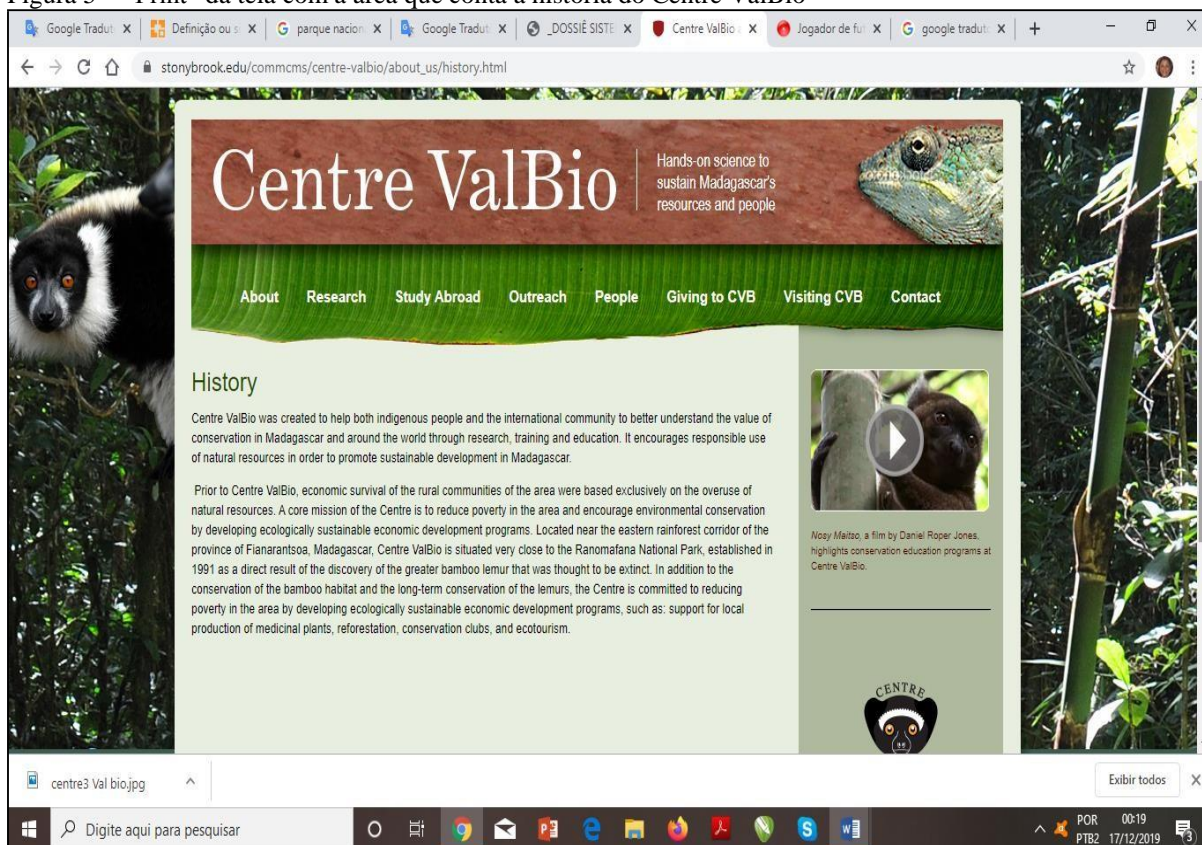 Figura 3 – "Print" da tela com a área que conta a história do Centre ValBio
Google Tradut
Definição ou s
parque nacion
Google Tradut
_DOSSIÊ SISTE
Centre ValBio
Jogador de fut
google tradut
stonybrook.edu/commcms/centre-valbio/about_us/history.html
Centre ValBio
Hands-on science to
sustain Madagascar's
resources and people
About Research Study Abroad Outreach People Giving to CVB Visiting CVB Contact
History
Centre ValBio was created to help both indigenous people and the international community to better understand the value of
conservation in Madagascar and around the world through research, training and education. It encourages responsible use
of natural resources in order to promote sustainable development in Madagascar.
Prior to Centre ValBio, economic survival of the rural communities of the area were based exclusively on the overuse of
natural resources. A core mission of the Centre is to reduce poverty in the area and encourage environmental conservation
by developing ecologically sustainable economic development programs. Located near the eastern rainforest corridor of the
province of Fianarantsoa, Madagascar, Centre ValBio is situated very close to the Ranomafana National Park, established in
1991 as a direct result of the discovery of the greater bamboo lemur that was thought to be extinct. In addition to the
conservation of the bamboo habitat and the long-term conservation of the lemurs, the Centre is committed to reducing
poverty in the area by developing ecologically sustainable economic development programs, such as: support for local
production of medicinal plants, reforestation, conservation clubs, and ecotourism.
Nosy Maitso, a film by Daniel Roper Jones,
highlights conservation education programs at
Centre ValBio.
CENTRE
centre3 Val bio.jpg
Exibir todos
Digite aqui para pesquisar
POR 00:19
PTB2 17/12/2019
3